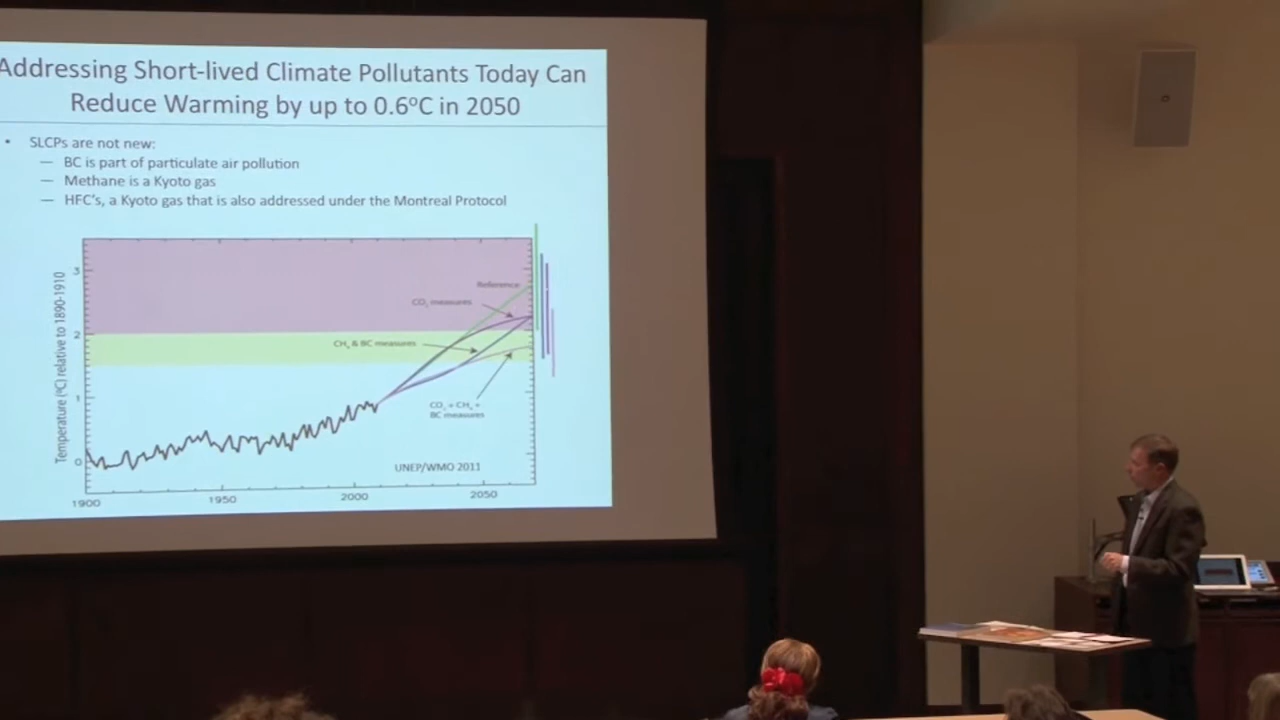 Addressing Short-lived Climate Pollutants Today Can
Reduce Warming by up to 0.6°C in 2050
• SLCPs are not new:
— BC is part of particulate air pollution
— Methane is a Kyoto gas
— HFC's, a Kyoto gas that is also addressed under the Montreal Protocol
Temperature (°C) relative to 1890-1910
3
2
1
0
Reference
CO₂ measures
CH₄ & BC measures
CO₂ + CH₄ +
BC measures
UNEP/WMO 2011
1900 1950 2000 2050